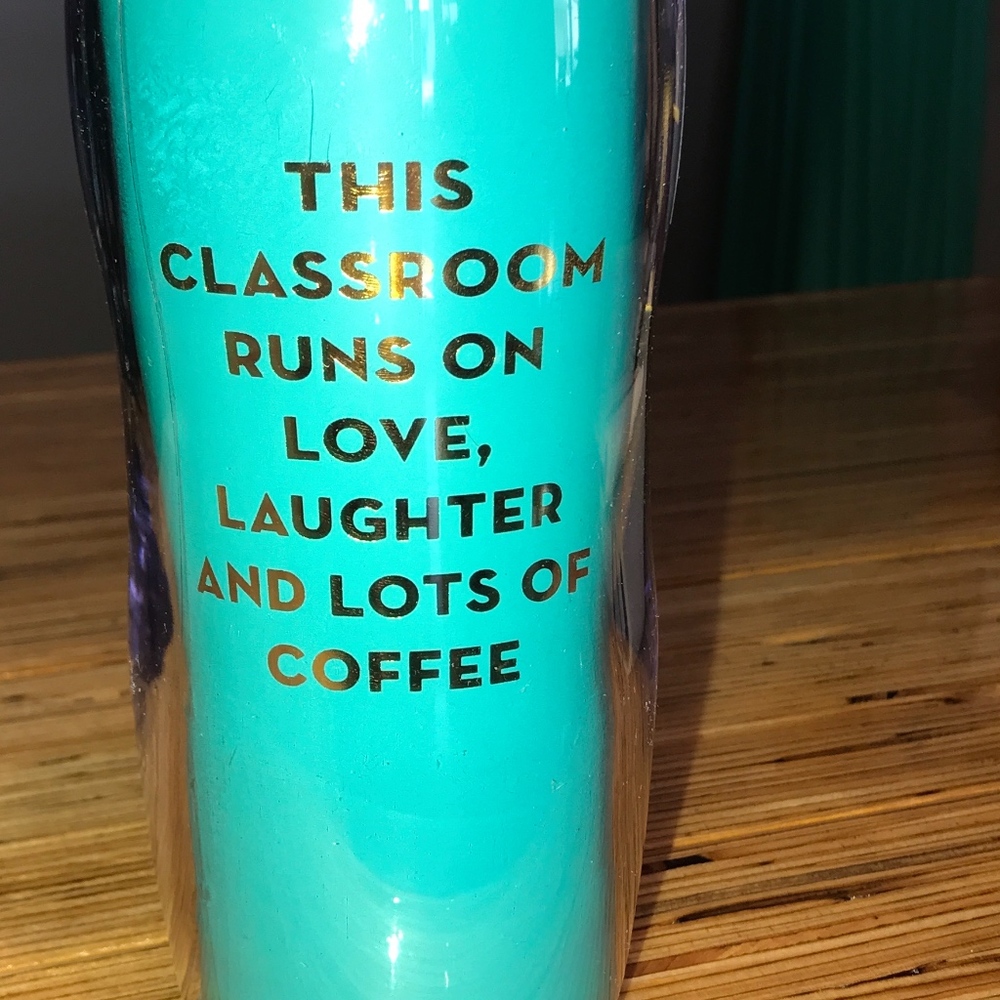 THIS
CLASSROOM
RUNS ON
LOVE,
LAUGHTER
AND LOTS OF
COFFEE